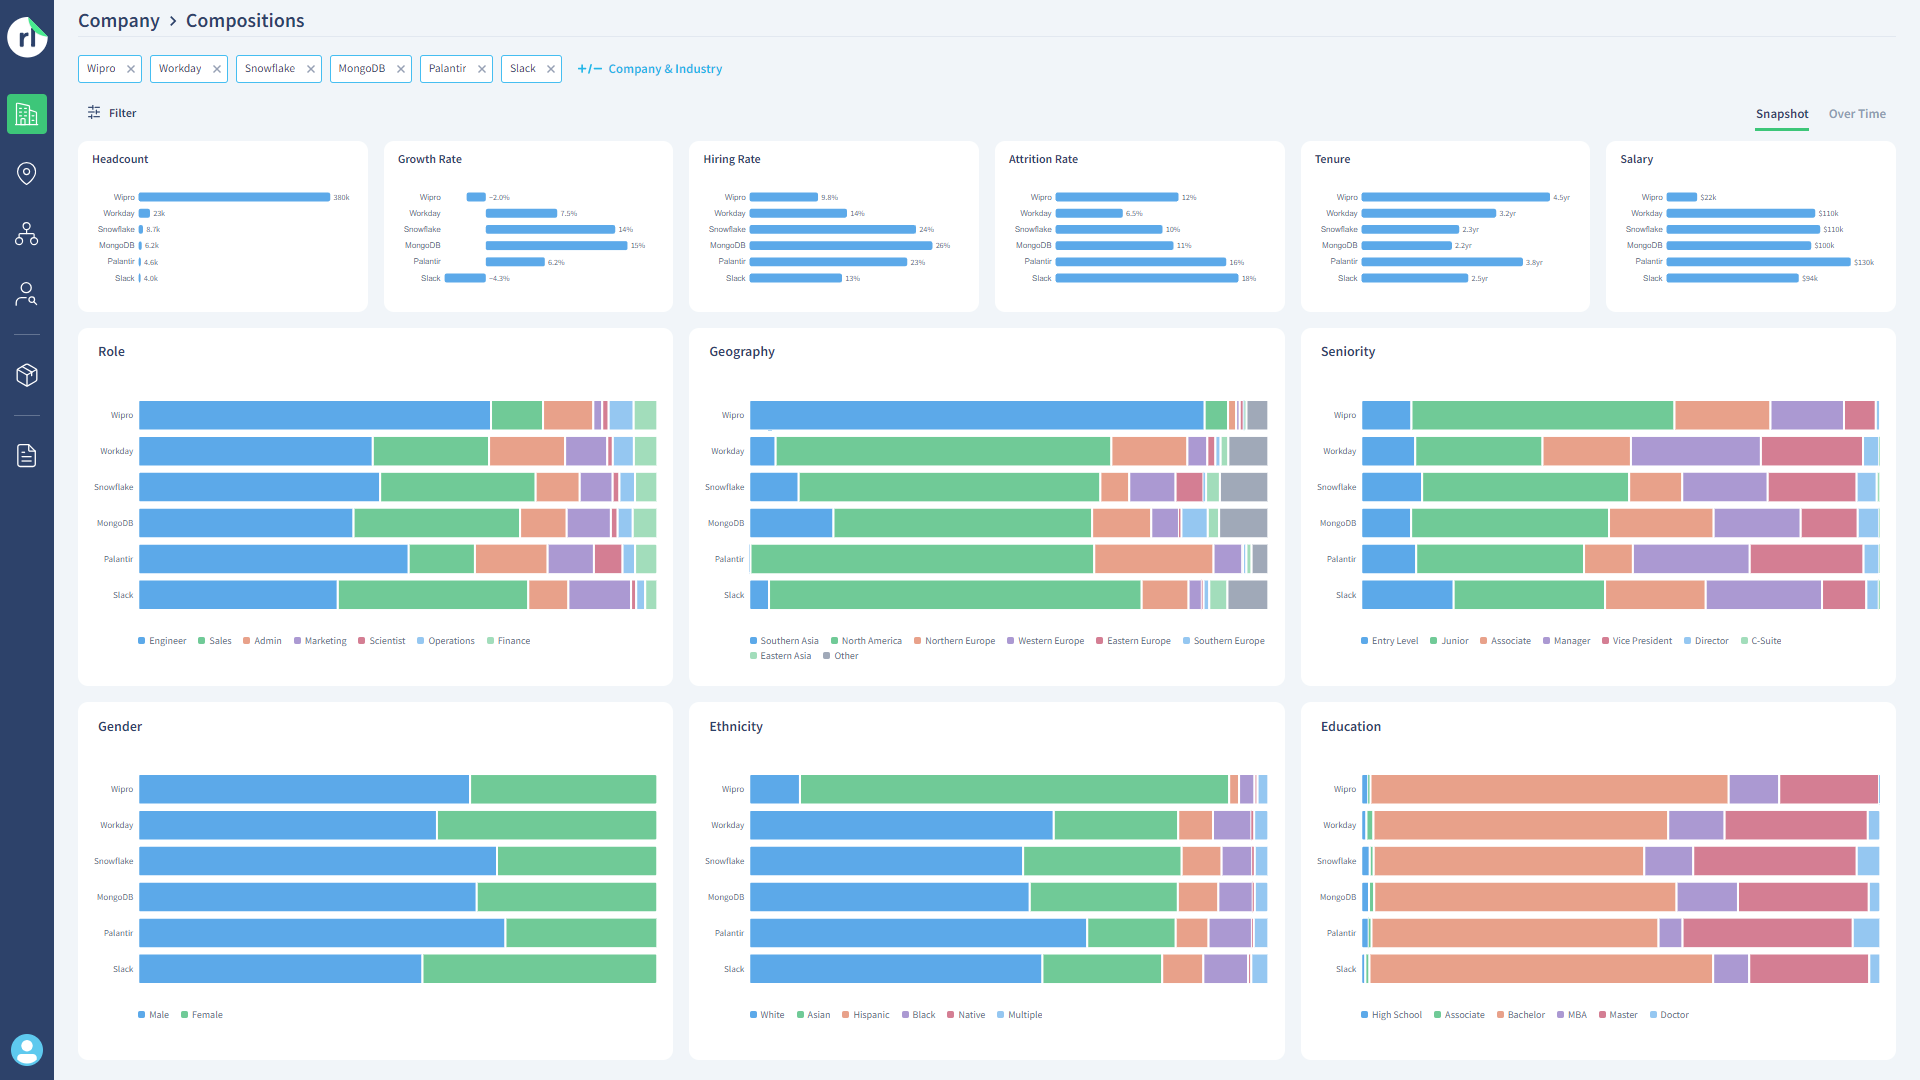 rl
Company > Compositions
Wipro × Workday × Snowflake × MongoDB × Palantir × Slack × +/− Company & Industry
Filter
Snapshot Over Time
Headcount
Wipro 380k
Workday 23k
Snowflake 8.7k
MongoDB 6.2k
Palantir 4.6k
Slack 4.0k
Growth Rate
Wipro −2.0%
Workday 7.5%
Snowflake 14%
MongoDB 15%
Palantir 6.2%
Slack −4.3%
Hiring Rate
Wipro 9.8%
Workday 14%
Snowflake 24%
MongoDB 26%
Palantir 23%
Slack 13%
Attrition Rate
Wipro 12%
Workday 6.5%
Snowflake 10%
MongoDB 11%
Palantir 16%
Slack 18%
Tenure
Wipro 4.5yr
Workday 3.2yr
Snowflake 2.3yr
MongoDB 2.2yr
Palantir 3.8yr
Slack 2.5yr
Salary
Wipro $22k
Workday $110k
Snowflake $110k
MongoDB $100k
Palantir $130k
Slack $94k
Role
Wipro
Workday
Snowflake
MongoDB
Palantir
Slack
Engineer Sales Admin Marketing Scientist Operations Finance
Geography
Wipro
Workday
Snowflake
MongoDB
Palantir
Slack
Southern Asia North America Northern Europe Western Europe Eastern Europe Southern Europe
Eastern Asia Other
Seniority
Wipro
Workday
Snowflake
MongoDB
Palantir
Slack
Entry Level Junior Associate Manager Vice President Director C-Suite
Gender
Wipro
Workday
Snowflake
MongoDB
Palantir
Slack
Male Female
Ethnicity
Wipro
Workday
Snowflake
MongoDB
Palantir
Slack
White Asian Hispanic Black Native Multiple
Education
Wipro
Workday
Snowflake
MongoDB
Palantir
Slack
High School Associate Bachelor MBA Master Doctor